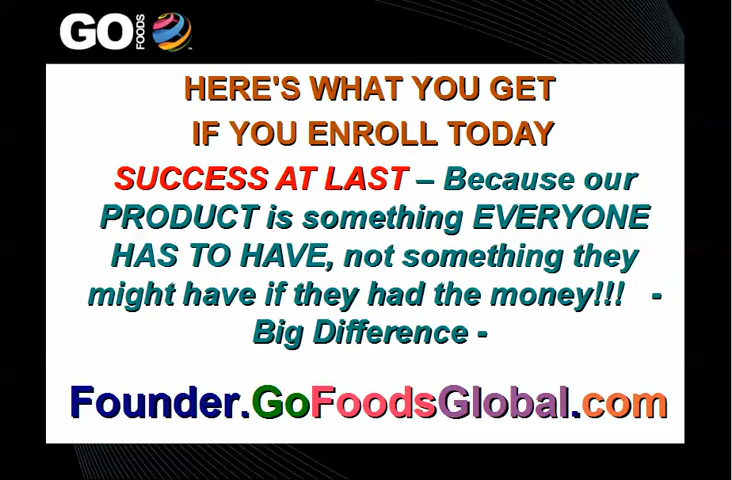 GO FOODS
HERE'S WHAT YOU GET
IF YOU ENROLL TODAY
SUCCESS AT LAST – Because our
PRODUCT is something EVERYONE
HAS TO HAVE, not something they
might have if they had the money!!! -
Big Difference -
Founder.GoFoodsGlobal.com